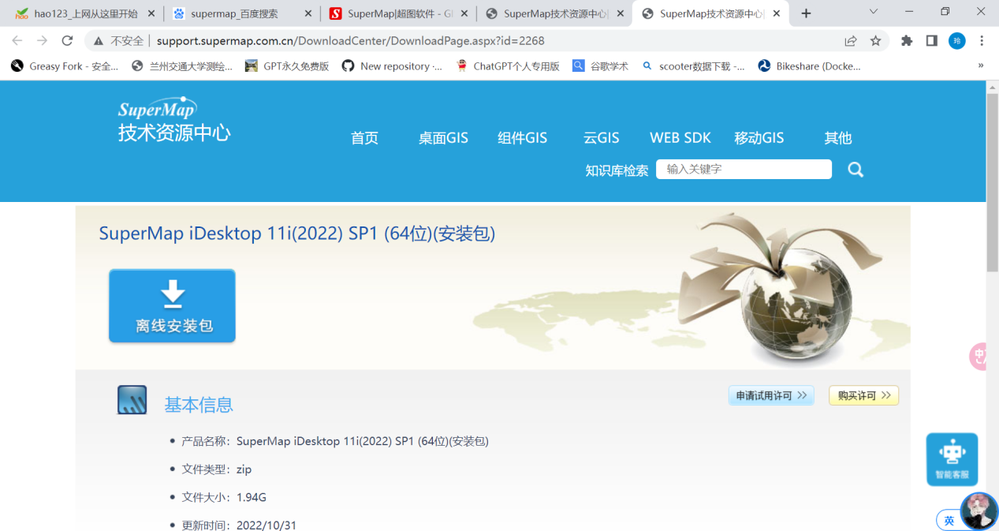 hao123_上网从这里开始
supermap_百度搜索
SuperMap|超图软件 - G
SuperMap技术资源中心
SuperMap技术资源中心
不安全 support.supermap.com.cn/DownloadCenter/DownloadPage.aspx?id=2268
玲
Greasy Fork - 安全...
兰州交通大学测绘...
GPT永久免费版
New repository ·...
ChatGPT个人专用版
谷歌学术
scooter数据下载 -...
Bikeshare (Docke...
»
SuperMap
技术资源中心
首页 桌面GIS 组件GIS 云GIS WEB SDK 移动GIS 其他
知识库检索 输入关键字
SuperMap iDesktop 11i(2022) SP1 (64位)(安装包)
离线安装包
基本信息
申请试用许可 >>
购买许可 >>
产品名称：SuperMap iDesktop 11i(2022) SP1 (64位)(安装包)
文件类型：zip
文件大小：1.94G
更新时间：2022/10/31
智能客服
英